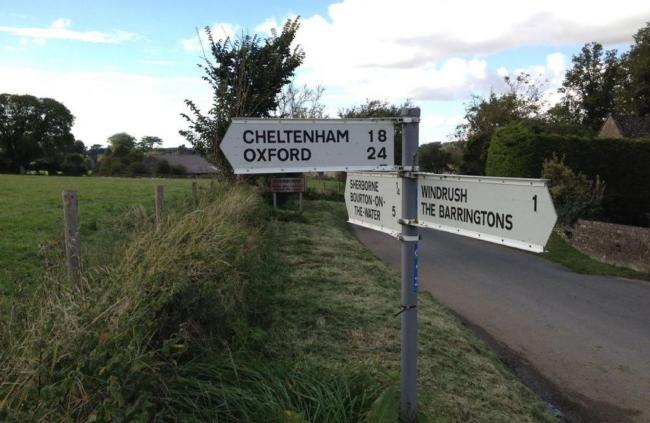 CHELTENHAM 18
OXFORD 24
SHERBORNE
BOURTON-ON-
THE-WATER 5
WINDRUSH
THE BARRINGTONS 1